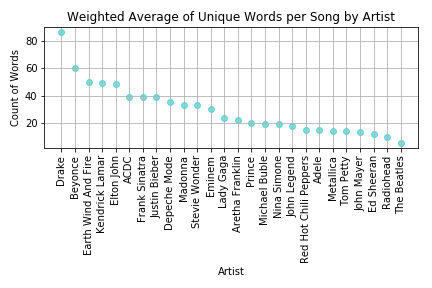 Weighted Average of Unique Words per Song by Artist
Count of Words
80
60
40
20
Drake
Beyonce
Earth Wind And Fire
Kendrick Lamar
Elton John
ACDC
Frank Sinatra
Justin Bieber
Depeche Mode
Madonna
Stevie Wonder
Eminem
Lady Gaga
Aretha Franklin
Prince
Michael Buble
Nina Simone
John Legend
Red Hot Chili Peppers
Adele
Metallica
Tom Petty
John Mayer
Ed Sheeran
Radiohead
The Beatles
Artist